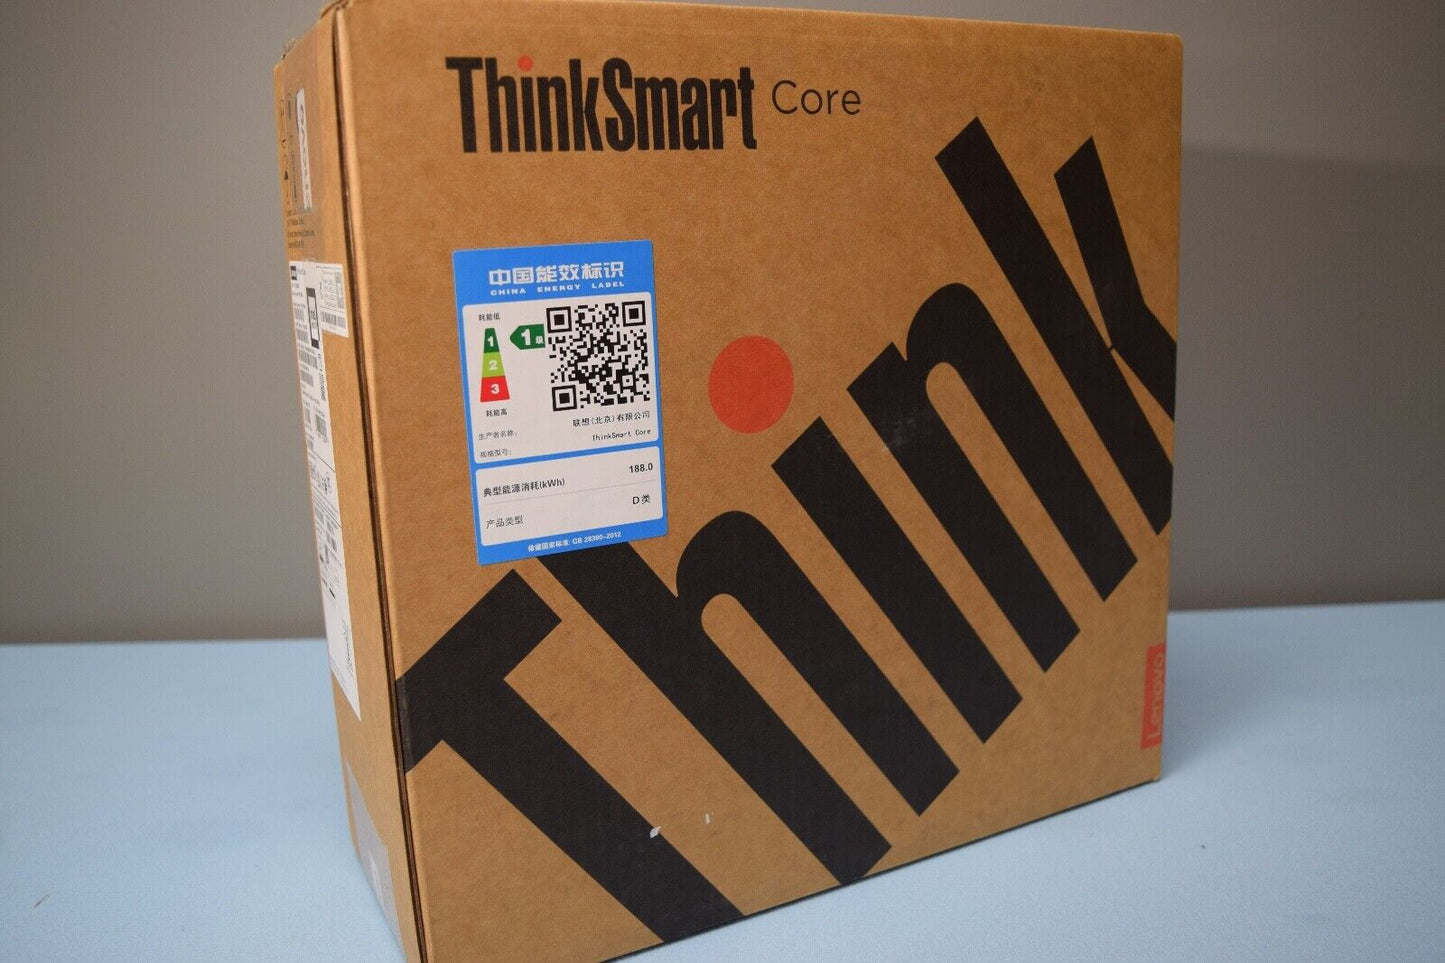 ThinkSmart Core
中国能效标识
CHINA ENERGY LABEL
耗能低
1
1级
2
3
耗能高
生产者名称:
联想(北京)有限公司
规格型号:
ThinkSmart Core
典型能源消耗(kWh)
188.0
产品类型
D类
依据国家标准: GB 28380-2012
Think
Lenovo